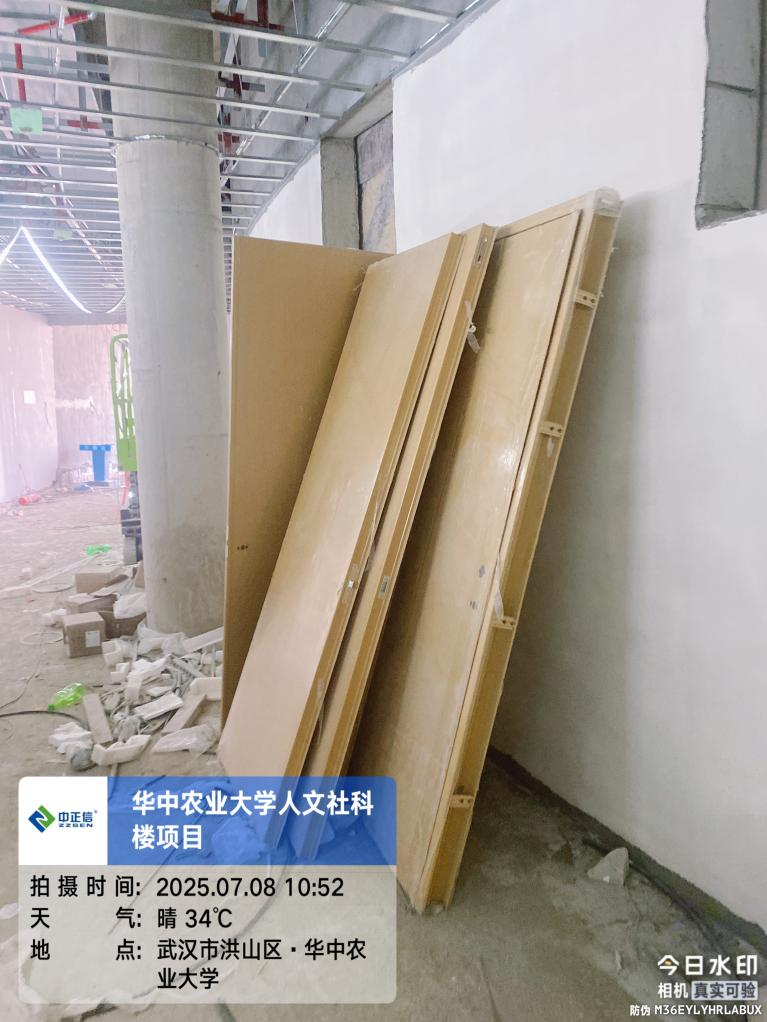 中正信®
ZZSEN
华中农业大学人文社科
楼项目
拍摄时间: 2025.07.08 10:52
天气: 晴 34℃
地点: 武汉市洪山区·华中农
业大学
今日水印
相机 真实可验
防伪 M36EYLYHRLABUX